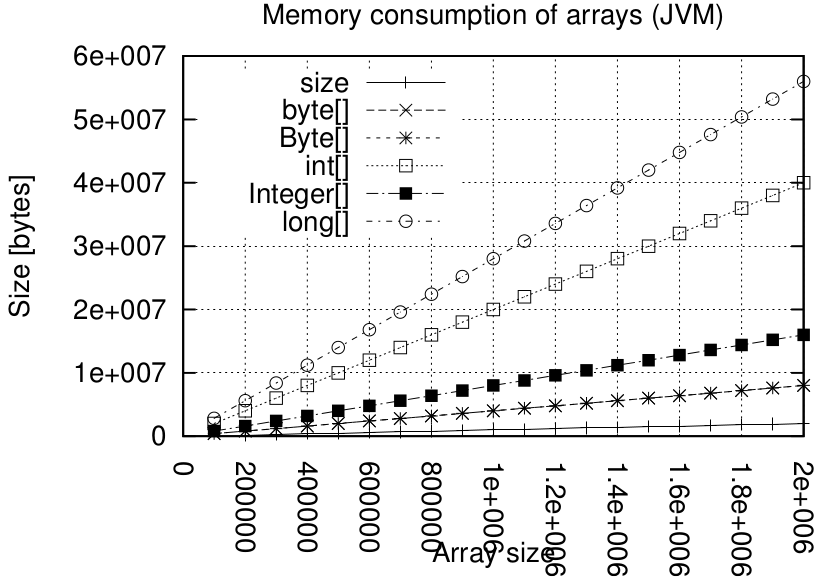 Memory consumption of arrays (JVM)
6e+007
5e+007
4e+007
3e+007
2e+007
1e+007
0
Size [bytes]
size
byte[]
Byte[]
int[]
Integer[]
long[]
0
200000
400000
600000
800000
1e+006
1.2e+006
1.4e+006
1.6e+006
1.8e+006
2e+006
Array size